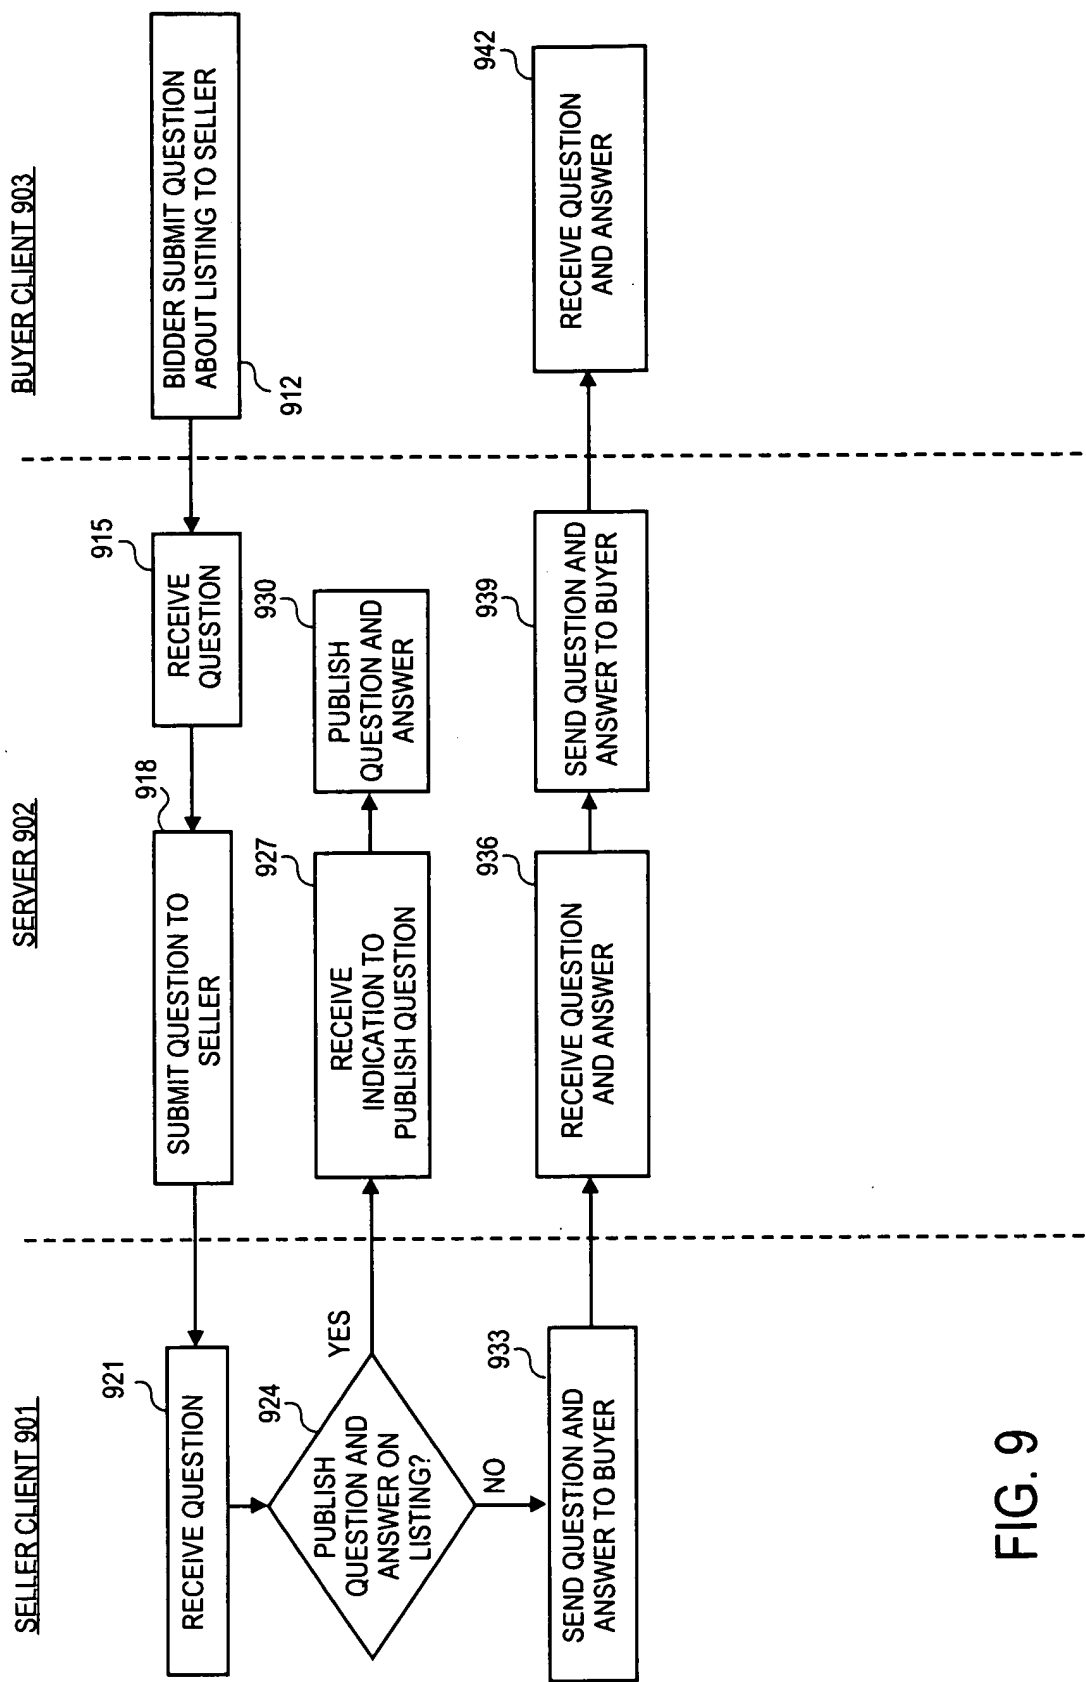 SELLER CLIENT 901
SERVER 902
BUYER CLIENT 903
BIDDER SUBMIT QUESTION
ABOUT LISTING TO SELLER
912
915
RECEIVE
QUESTION
918
SUBMIT QUESTION TO
SELLER
921
RECEIVE QUESTION
924
PUBLISH
QUESTION AND
ANSWER ON
LISTING?
YES
NO
927
RECEIVE
INDICATION TO
PUBLISH QUESTION
930
PUBLISH
QUESTION AND
ANSWER
933
SEND QUESTION AND
ANSWER TO BUYER
936
RECEIVE QUESTION
AND ANSWER
939
SEND QUESTION AND
ANSWER TO BUYER
942
RECEIVE QUESTION
AND ANSWER
FIG. 9